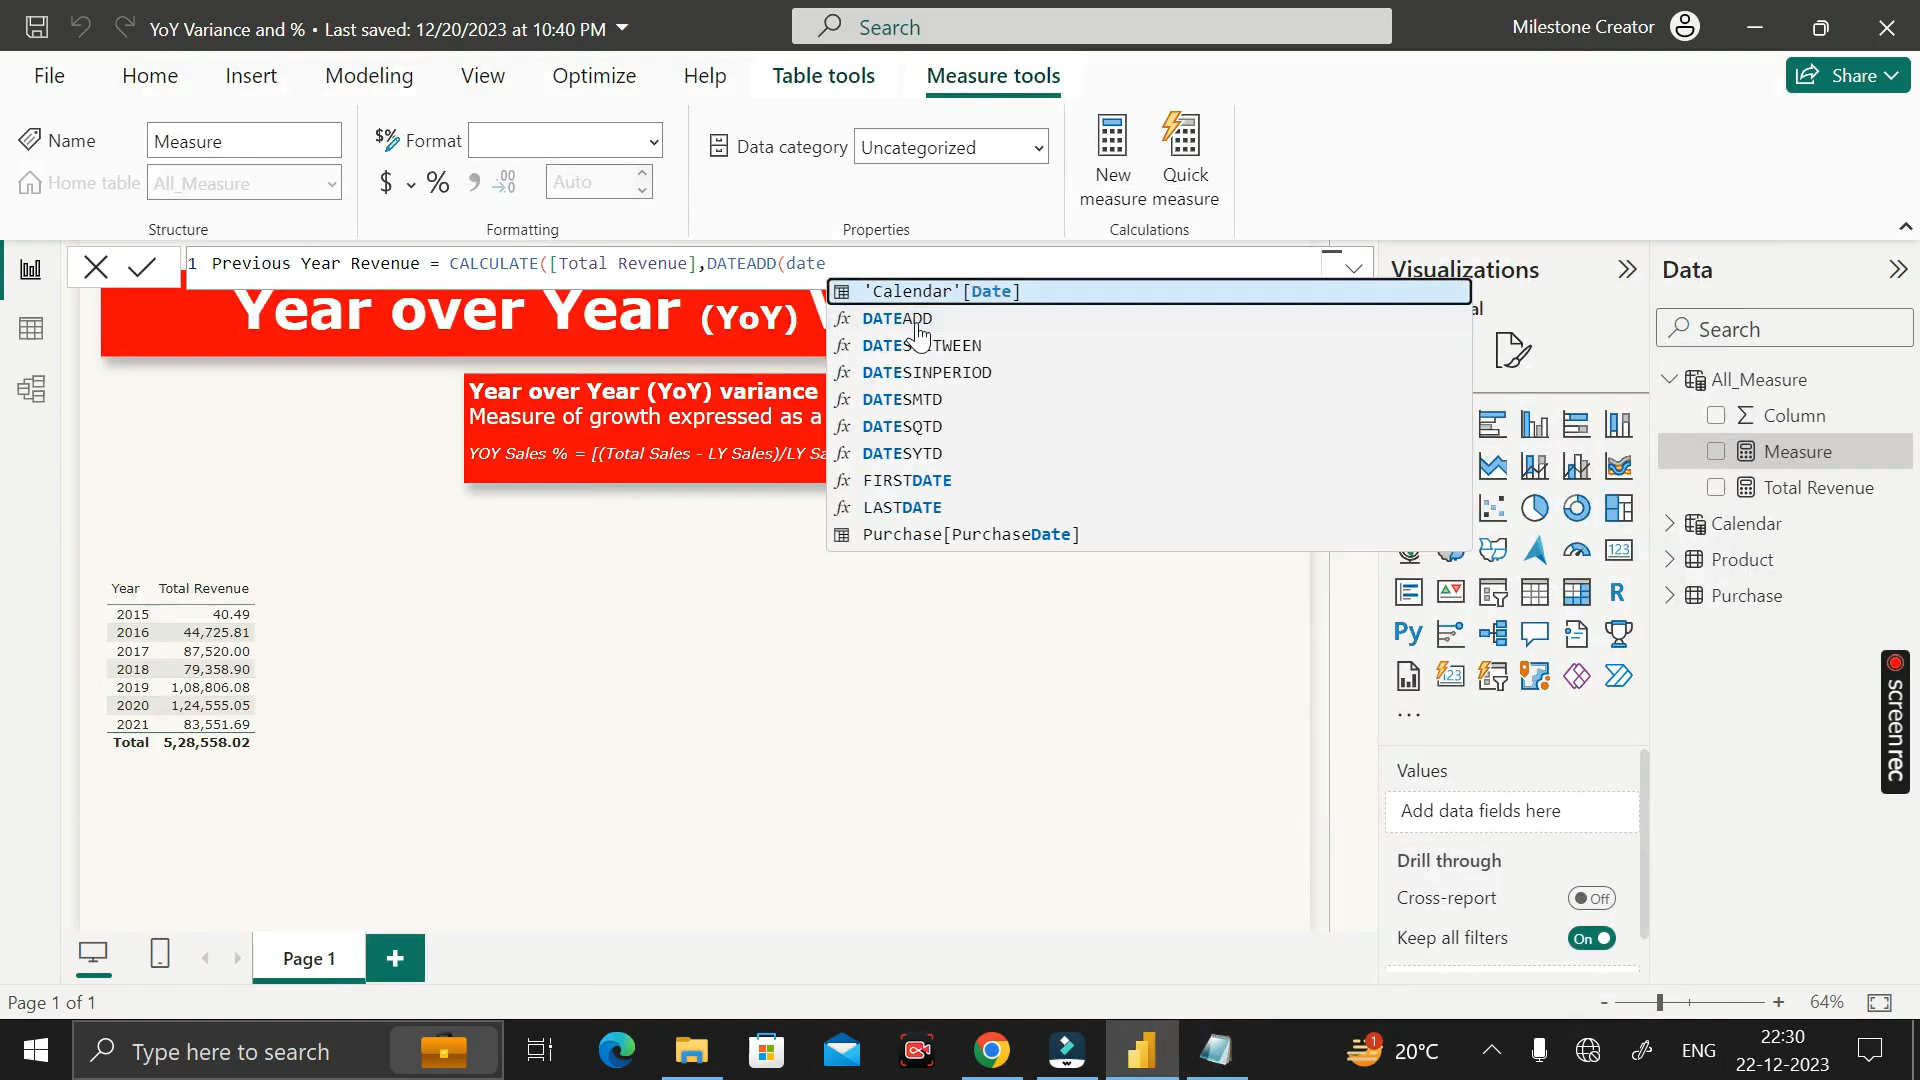 YoY Variance and % • Last saved: 12/20/2023 at 10:40 PM
Search
Milestone Creator
File
Home
Insert
Modeling
View
Optimize
Help
Table tools
Measure tools
Share
Name
Measure
Home table
All_Measure
Structure
Format
$
%
Auto
Formatting
Data category
Uncategorized
Properties
New measure
Quick measure
Calculations
1 Previous Year Revenue = CALCULATE([Total Revenue],DATEADD(date
'Calendar'[Date]
DATEADD
DATES TWEEN
DATESINPERIOD
DATESMTD
DATESQTD
DATESYTD
FIRSTDATE
LASTDATE
Purchase[PurchaseDate]
Year over Year (YoY)
Year over Year (YoY) variance
Measure of growth expressed as a
YOY Sales % = [(Total Sales - LY Sales)/LY Sa
Year Total Revenue
2015 40.49
2016 44,725.81
2017 87,520.00
2018 79,358.90
2019 1,08,806.08
2020 1,24,555.05
2021 83,551.69
Total 5,28,558.02
Visualizations
al
123
R
Py
123
...
Values
Add data fields here
Drill through
Cross-report
Off
Keep all filters
On
Data
Search
All_Measure
Column
Measure
Total Revenue
Calendar
Product
Purchase
screenrec
Page 1
Page 1 of 1
- + 64%
Type here to search
1
20°C
ENG
22:30
22-12-2023